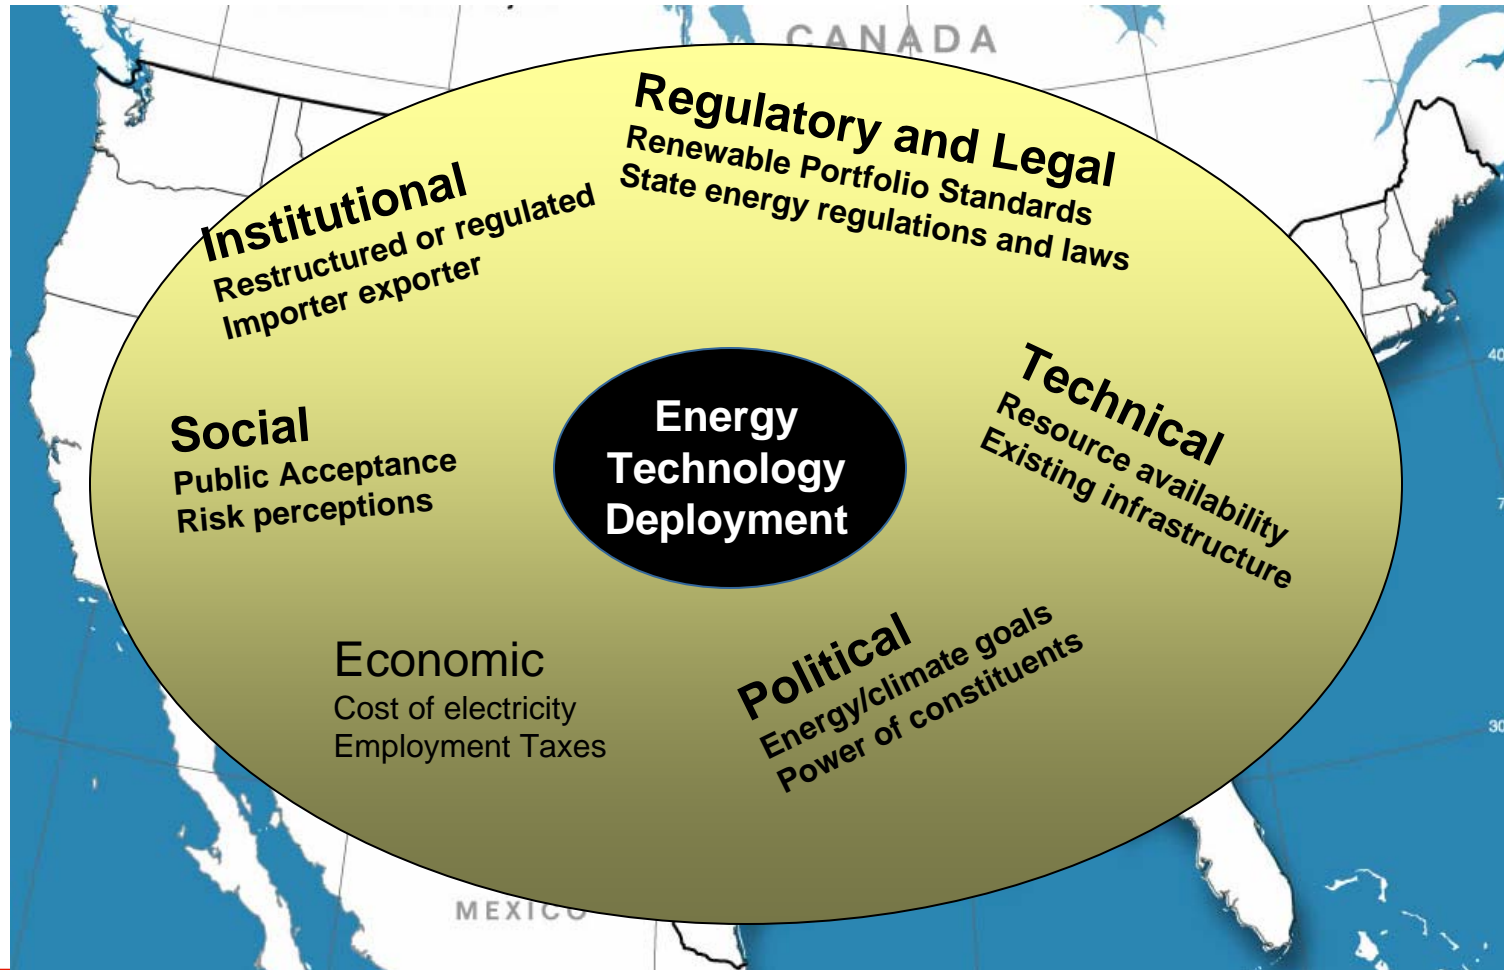 CANADA
Regulatory and Legal
Renewable Portfolio Standards
State energy regulations and laws
Institutional
Restructured or regulated
Importer exporter
Technical
Resource availability
Existing infrastructure
Social
Public Acceptance
Risk perceptions
Energy
Technology
Deployment
Economic
Cost of electricity
Employment Taxes
Political
Energy/climate goals
Power of constituents
MEXICO
40
30